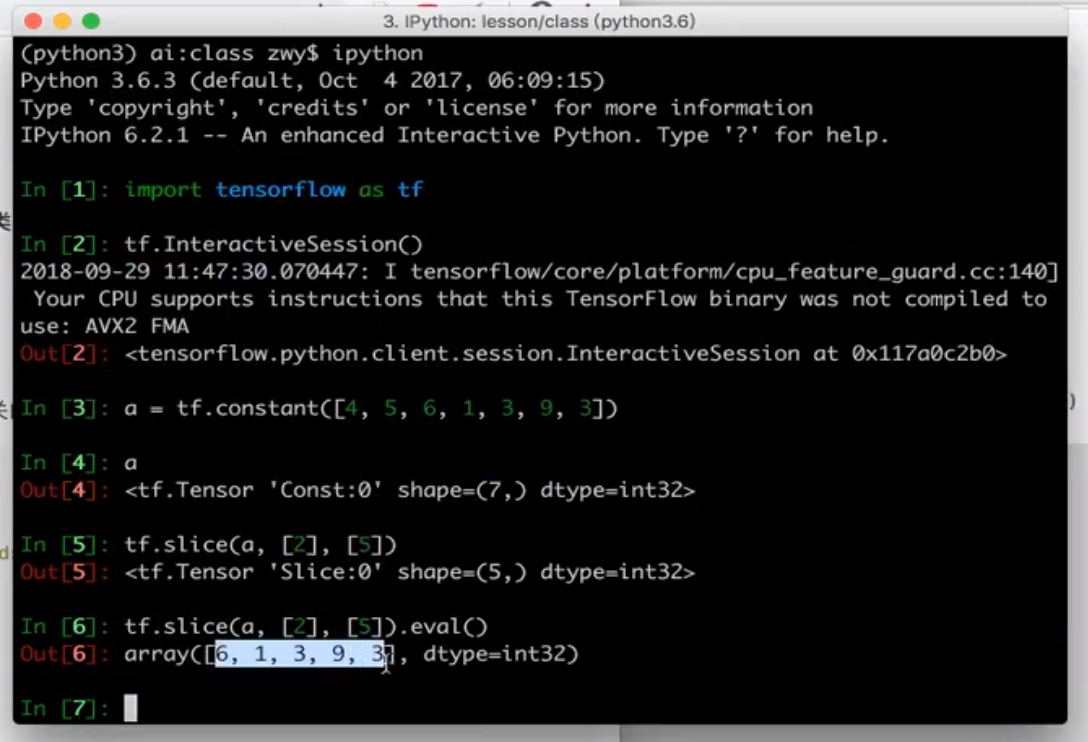 3. IPython: lesson/class (python3.6)
(python3) ai:class zwy$ ipython
Python 3.6.3 (default, Oct  4 2017, 06:09:15)
Type 'copyright', 'credits' or 'license' for more information
IPython 6.2.1 -- An enhanced Interactive Python. Type '?' for help.
In [1]: import tensorflow as tf
In [2]: tf.InteractiveSession()
2018-09-29 11:47:30.070447: I tensorflow/core/platform/cpu_feature_guard.cc:140]
 Your CPU supports instructions that this TensorFlow binary was not compiled to
use: AVX2 FMA
Out[2]: <tensorflow.python.client.session.InteractiveSession at 0x117a0c2b0>
In [3]: a = tf.constant([4, 5, 6, 1, 3, 9, 3])
In [4]: a
Out[4]: <tf.Tensor 'Const:0' shape=(7,) dtype=int32>
In [5]: tf.slice(a, [2], [5])
Out[5]: <tf.Tensor 'Slice:0' shape=(5,) dtype=int32>
In [6]: tf.slice(a, [2], [5]).eval()
Out[6]: array([6, 1, 3, 9, 3], dtype=int32)
In [7]: